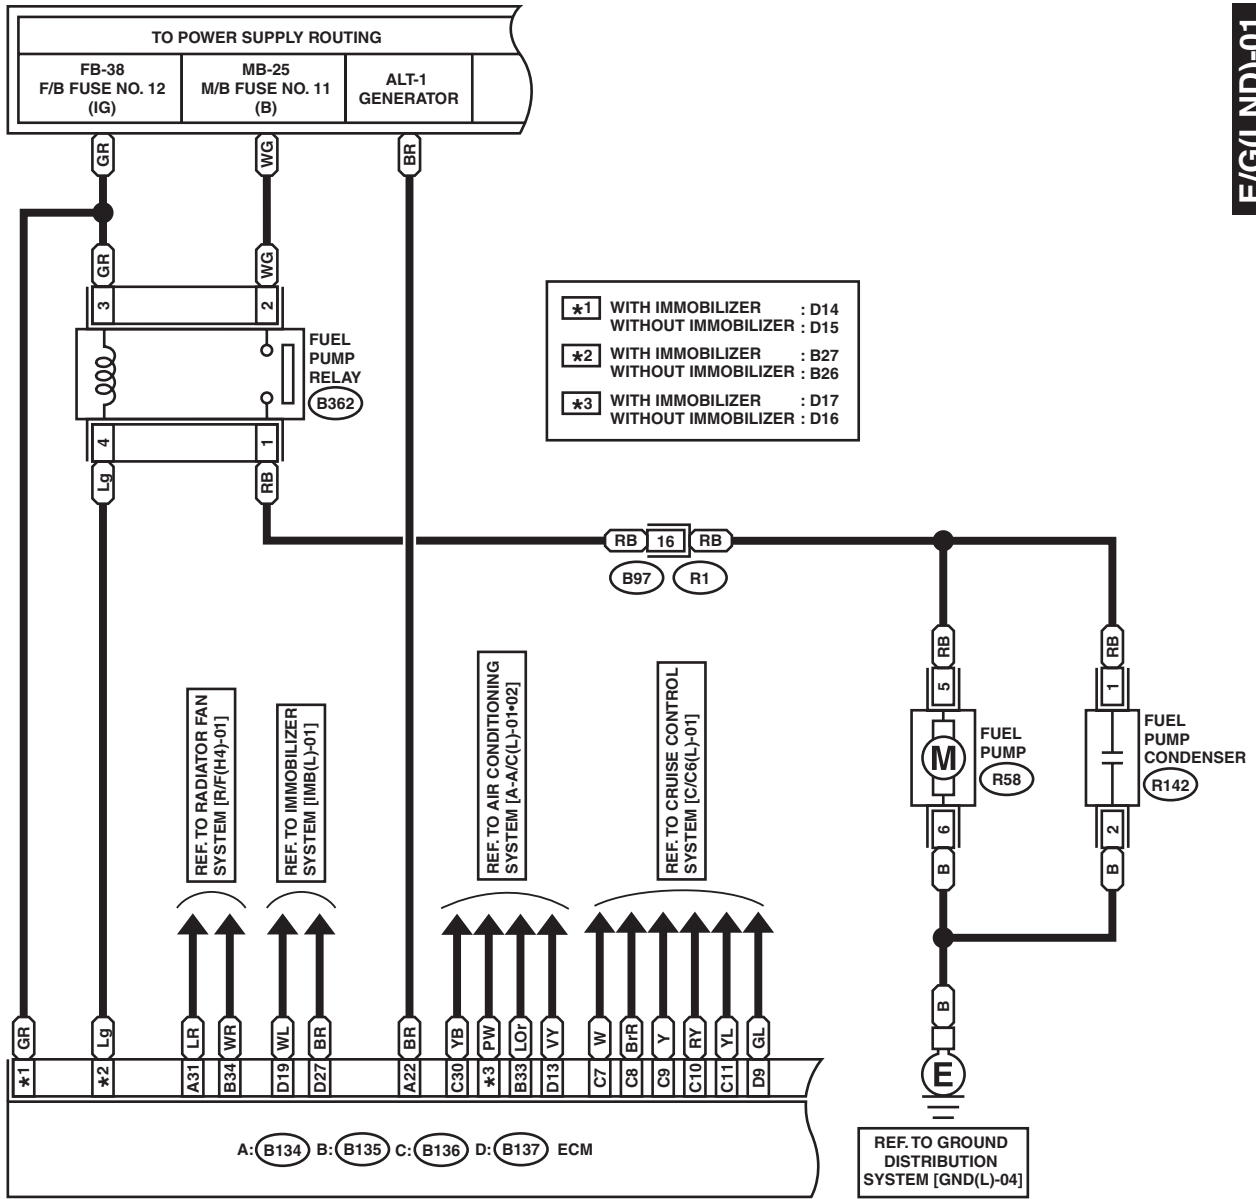 E/G(LND)-01
TO POWER SUPPLY ROUTING
FB-38
F/B FUSE NO. 12
(IG)
MB-25
M/B FUSE NO. 11
(B)
ALT-1
GENERATOR
GR
WG
BR
GR
WG
3
2
FUEL
PUMP
RELAY
B362
4
1
Lg
RB
*1 WITH IMMOBILIZER : D14
WITHOUT IMMOBILIZER : D15
*2 WITH IMMOBILIZER : B27
WITHOUT IMMOBILIZER : B26
*3 WITH IMMOBILIZER : D17
WITHOUT IMMOBILIZER : D16
RB 16 RB
B97 R1
RB
RB
5
1
M
FUEL
PUMP
R58
FUEL
PUMP
CONDENSER
R142
6
2
B
B
B
E
REF. TO GROUND
DISTRIBUTION
SYSTEM [GND(L)-04]
REF. TO RADIATOR FAN
SYSTEM [R/F(H4)-01]
REF. TO IMMOBILIZER
SYSTEM [IMB(L)-01]
REF. TO AIR CONDITIONING
SYSTEM [A-A/C(L)-01•02]
REF. TO CRUISE CONTROL
SYSTEM [C/C6(L)-01]
GR Lg LR WR WL BR BR YB PW LOr VY W BrR Y RY YL GL
*1 *2 A31 B34 D19 D27 A22 C30 *3 B33 D13 C7 C8 C9 C10 C11 D9
A: B134 B: B135 C: B136 D: B137 ECM